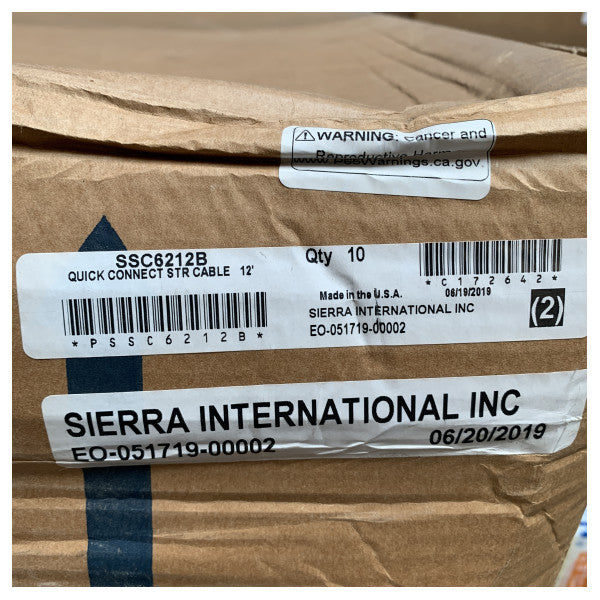 ⚠WARNING: Cancer and
Reproductive Harm
www.P65Warnings.ca.gov
SSC6212B
QUICK CONNECT STR CABLE 12'
*PSSC6212B*
Qty 10
*C172642*
Made in the U.S.A. 06/19/2019
SIERRA INTERNATIONAL INC
EO-051719-00002
(2)
SIERRA INTERNATIONAL INC
EO-051719-00002 06/20/2019